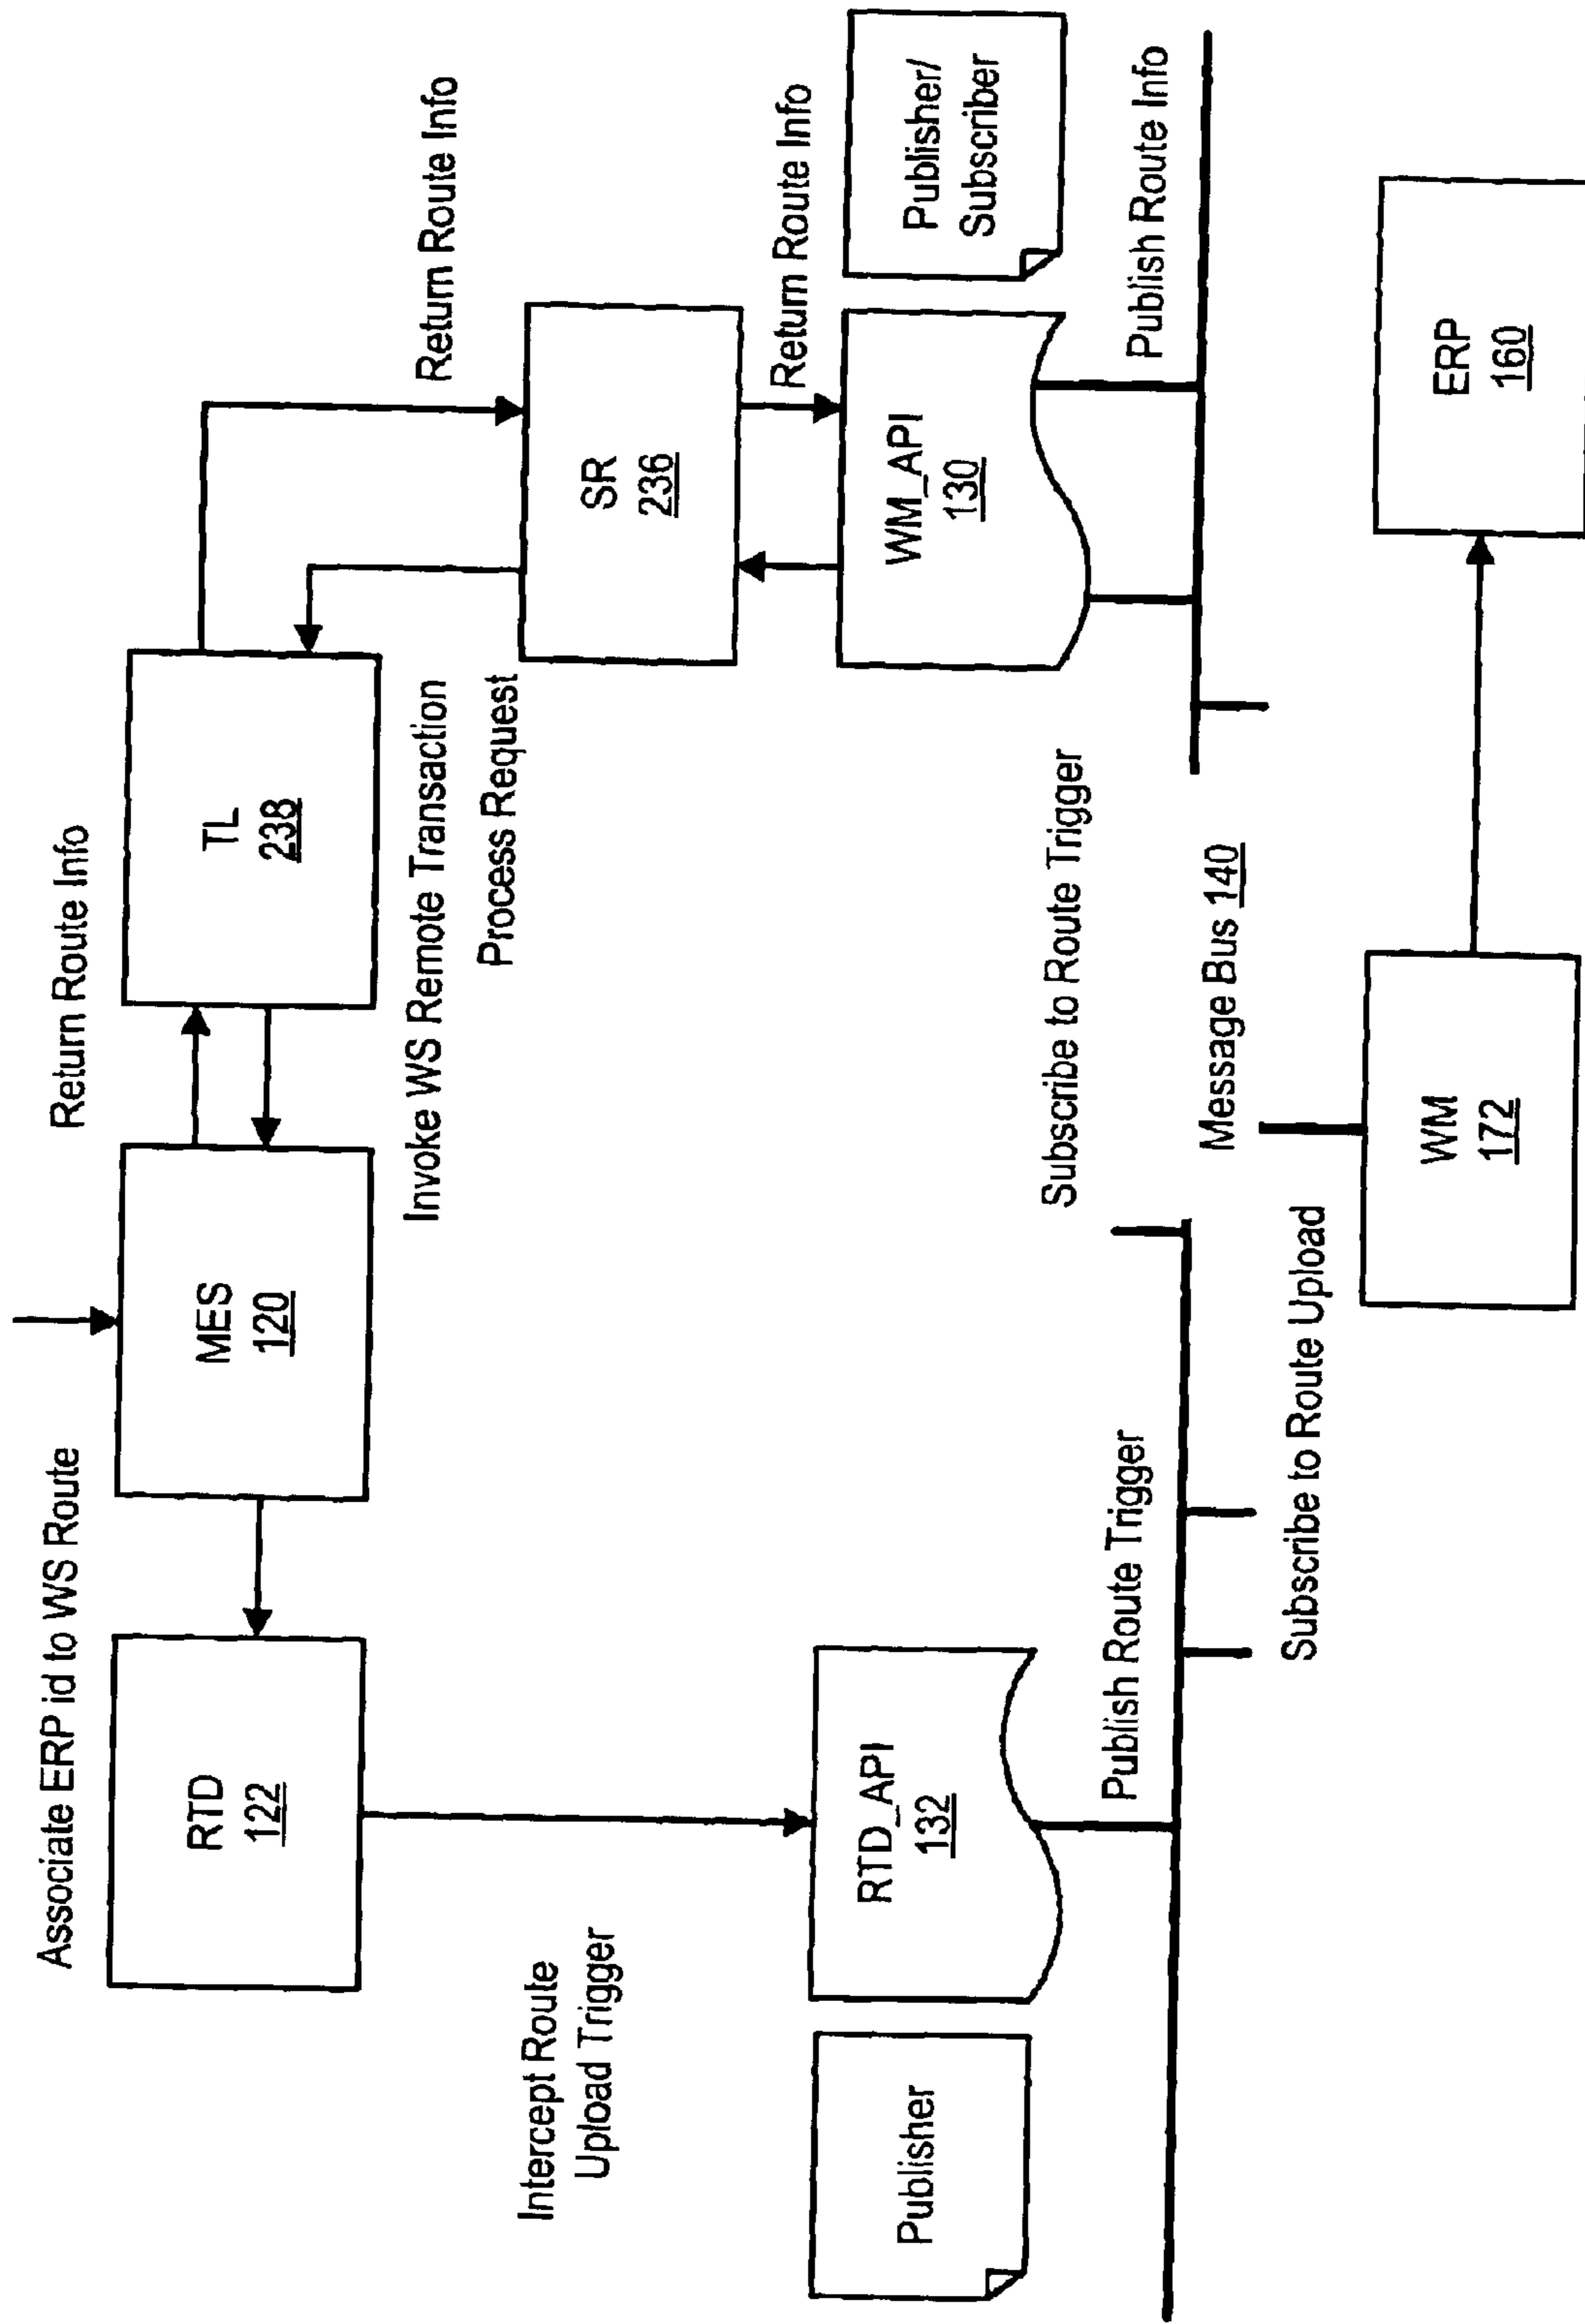 Associate ERP id to WS Route
Return Route Info
RTD
122
MES
120
TL
238
Return Route Info
Invoke WS Remote Transaction
Process Request
Intercept Route
Upload Trigger
SR
236
Return Route Info
Publisher
RTD_API
132
WM_API
130
Publisher/
Subscriber
Publish Route Trigger
Subscribe to Route Trigger
Publish Route Info
Message Bus 140
Subscribe to Route Upload
WM
172
ERP
160